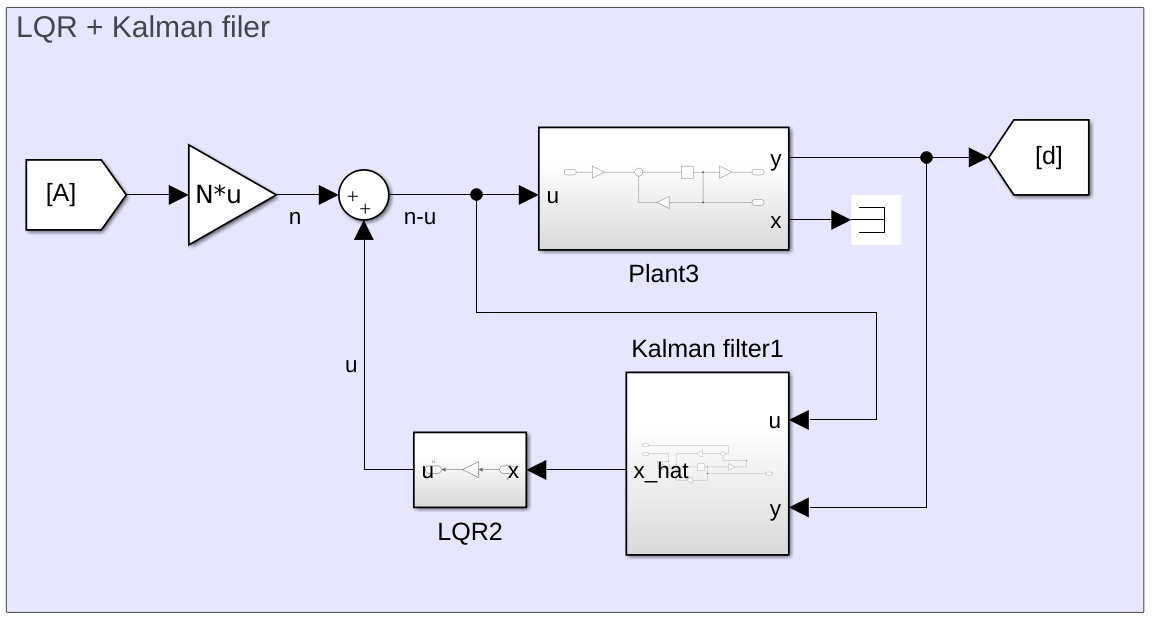 LQR + Kalman filer
[A]
N*u
n
+
+
n-u
u
y
x
Plant3
[d]
u
Kalman filter1
u
y
x_hat
u
x
LQR2